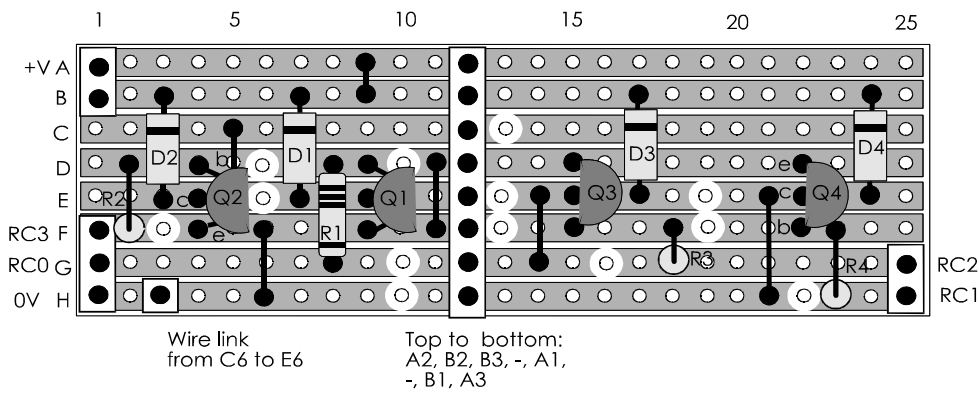 1 5 10 15 20 25
+V A
B
C
D b D e
D2 D1 D3 D4
R2 c Q2 E Q1 Q3 c Q4
RC3 F e R1 b
RC0 G R3 R4 RC2
0V H RC1
Wire link
from C6 to E6
Top to bottom:
A2, B2, B3, -, A1,
-, B1, A3